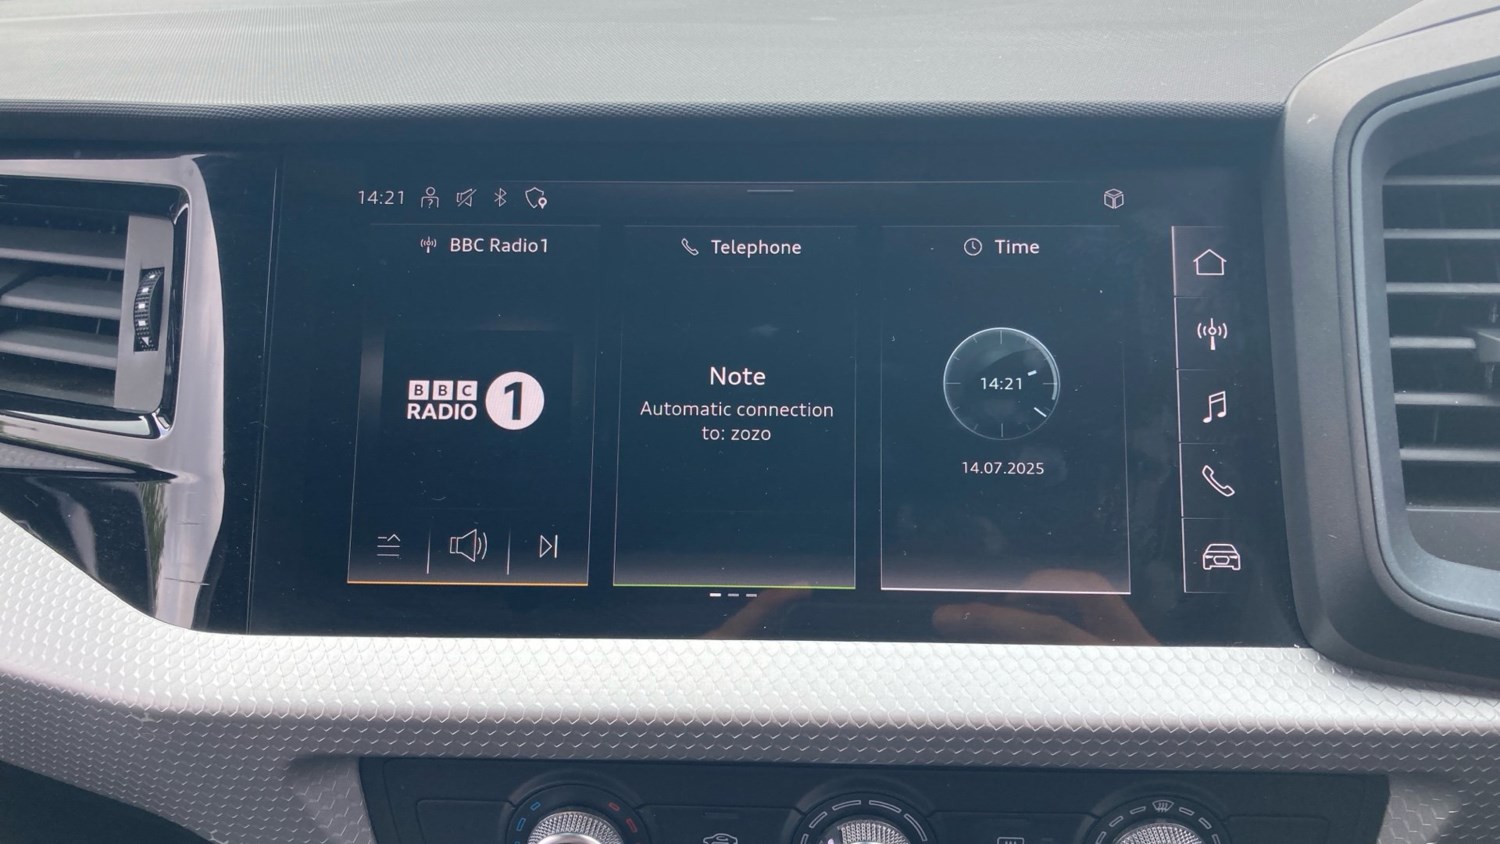 14:21
BBC Radio1
Telephone
Time
BBC
RADIO 1
Note
Automatic connection
to: zozo
14:21
14.07.2025